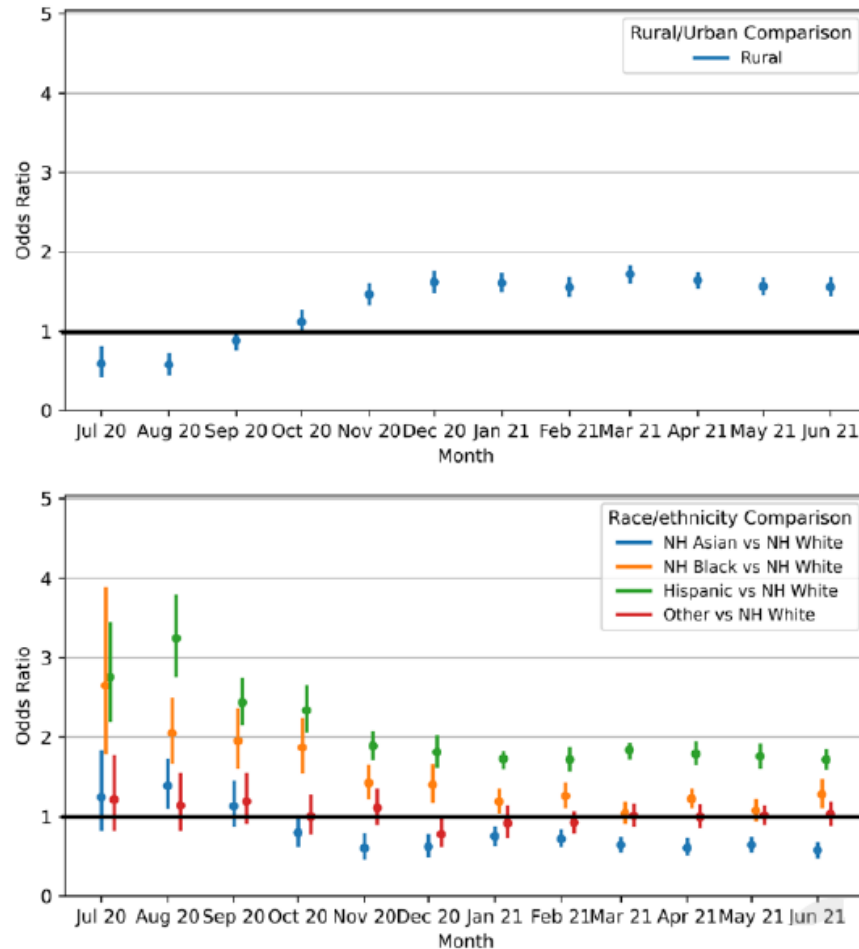 5
4
3
2
1
0
Odds Ratio
Rural/Urban Comparison
Rural
Jul 20 Aug 20 Sep 20 Oct 20 Nov 20 Dec 20 Jan 21 Feb 21 Mar 21 Apr 21 May 21 Jun 21
Month
5
4
3
2
1
0
Odds Ratio
Race/ethnicity Comparison
NH Asian vs NH White
NH Black vs NH White
Hispanic vs NH White
Other vs NH White
Jul 20 Aug 20 Sep 20 Oct 20 Nov 20 Dec 20 Jan 21 Feb 21 Mar 21 Apr 21 May 21 Jun 21
Month